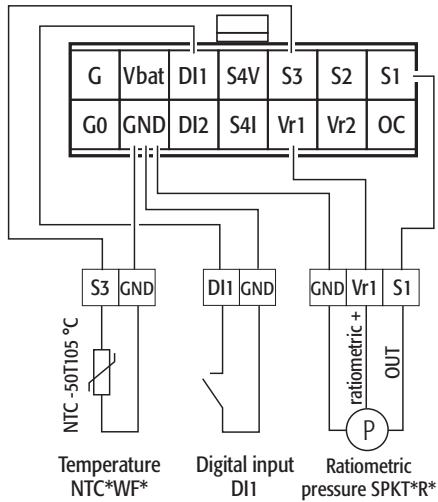 G Vbat DI1 S4V S3 S2 S1
G0 GND DI2 S4I Vr1 Vr2 OC
S3 GND DI1 GND GND Vr1 S1
NTC -50T105 °C
ratiometric +
OUT
P
Temperature
NTC*WF*
Digital input
DI1
Ratiometric
pressure SPKT*R*